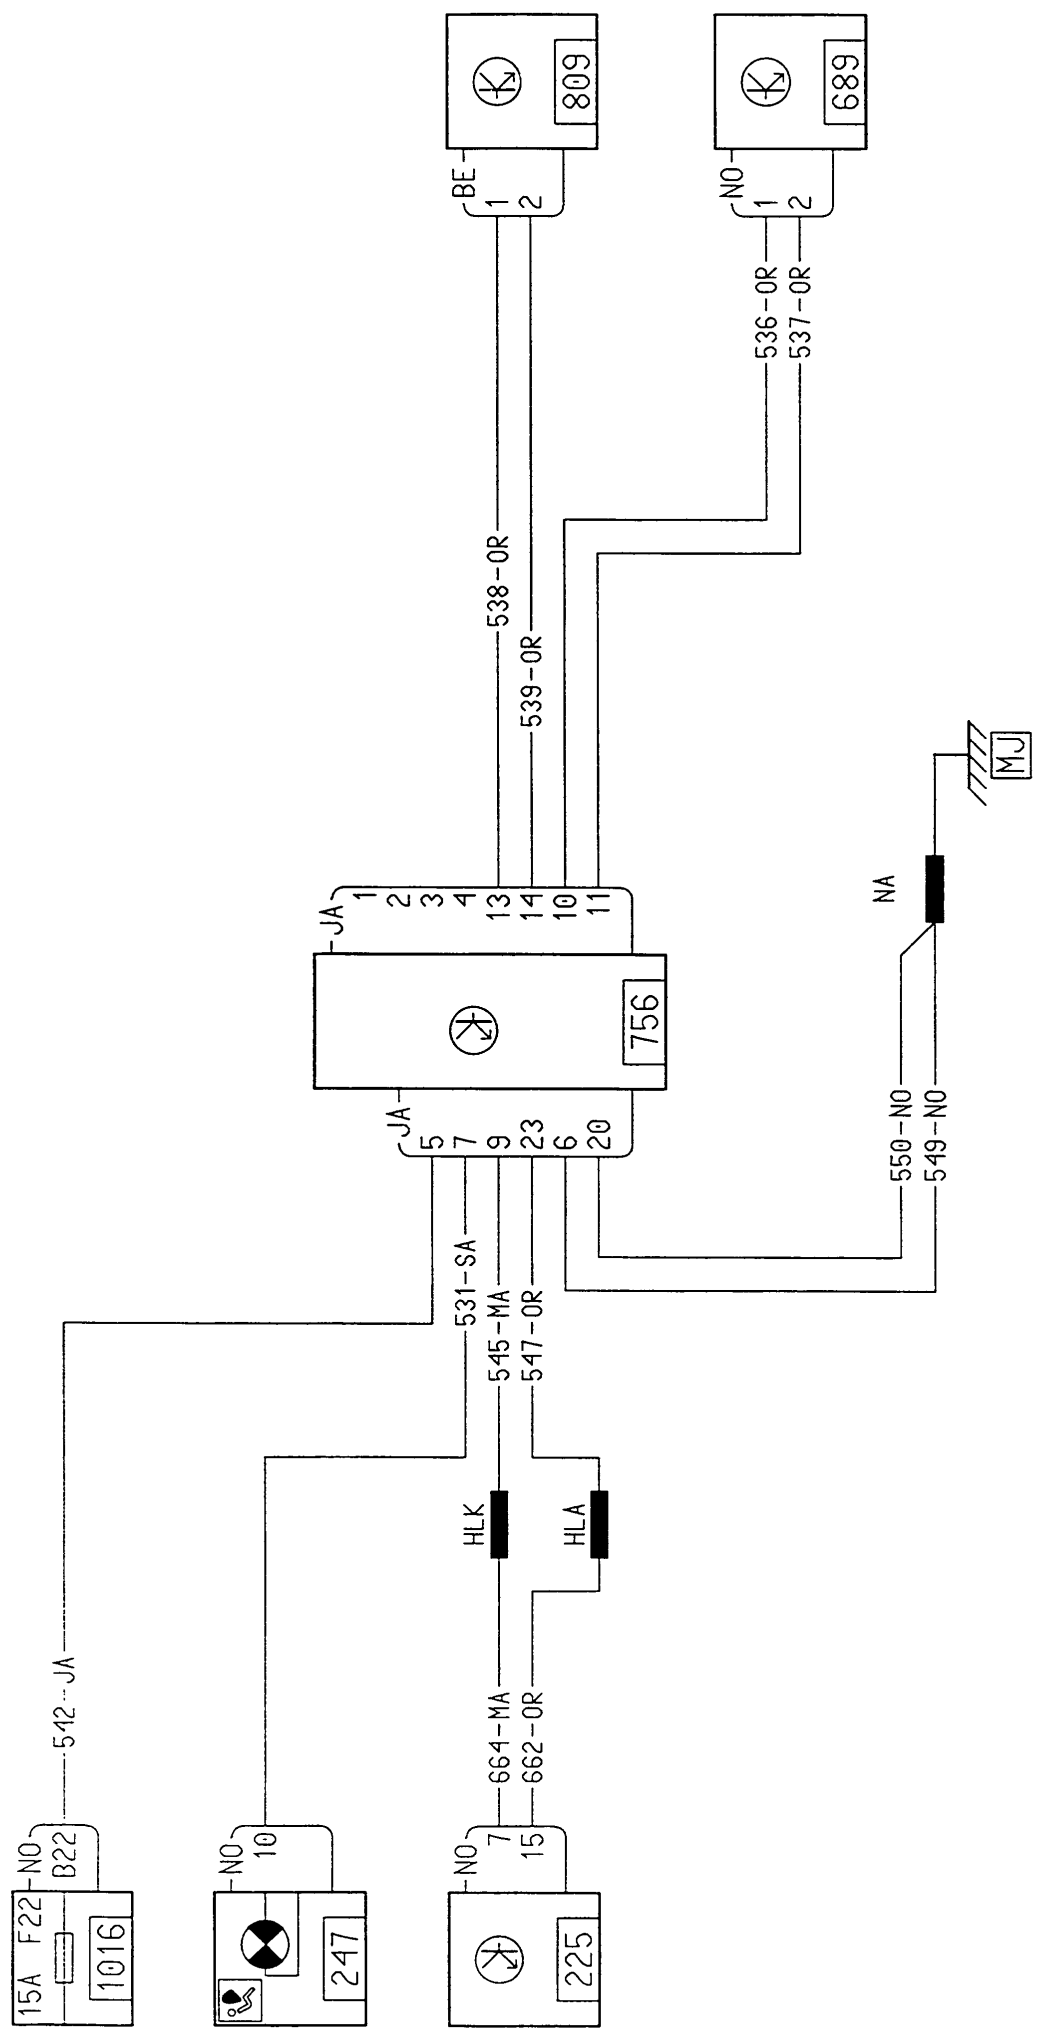 809
BE
1
2
689
NO
1
2
536-OR
537-OR
538-OR
539-OR
MJ
NA
JA
1
2
3
4
13
14
10
11
756
JA
5
7
9
23
6
20
550-NO
549-NO
531-SA
545-MA
547-OR
HLK
HLA
542-JA
664-MA
662-OR
NO
B22
15A F22
1016
NO
10
247
NO
7
15
225